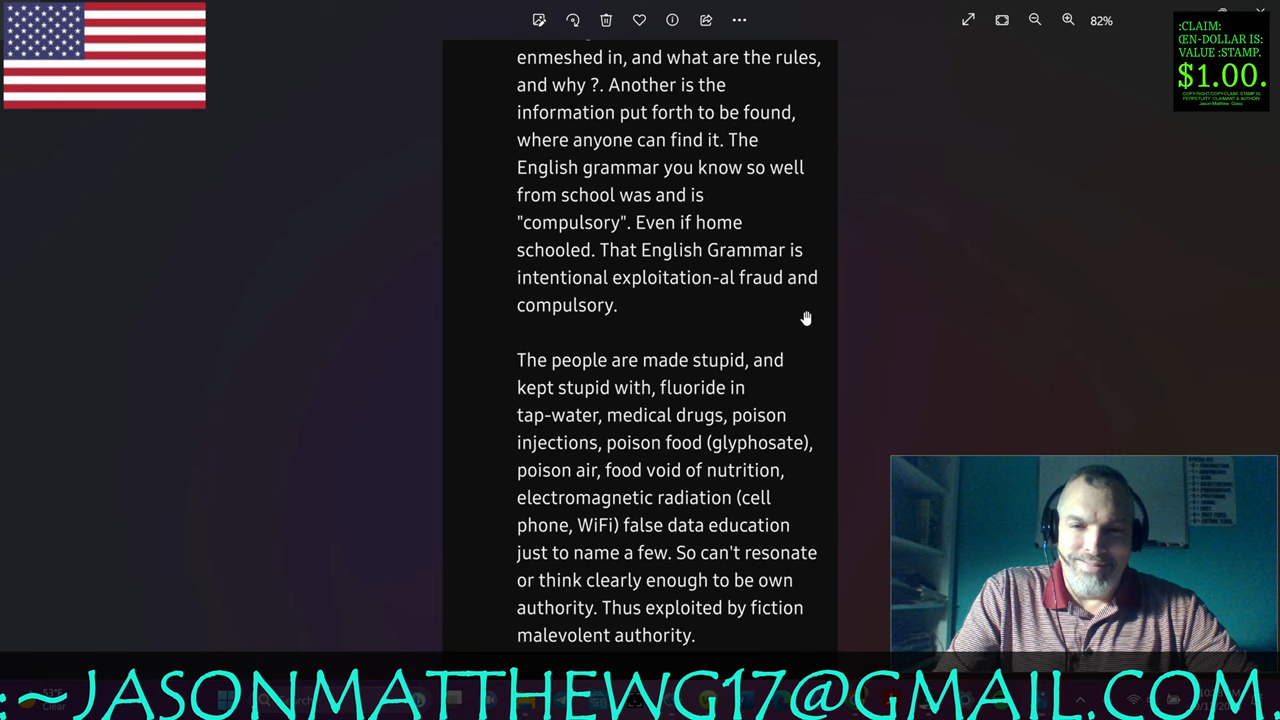 82%
:CLAIM:
ŒN-DOLLAR IS:
VALUE :STAMP.
$1.00.
enmeshed in, and what are the rules,
and why ?. Another is the
information put forth to be found,
where anyone can find it. The
English grammar you know so well
from school was and is
"compulsory". Even if home
schooled. That English Grammar is
intentional exploitation-al fraud and
compulsory.
The people are made stupid, and
kept stupid with, fluoride in
tap-water, medical drugs, poison
injections, poison food (glyphosate),
poison air, food void of nutrition,
electromagnetic radiation (cell
phone, WiFi) false data education
just to name a few. So can't resonate
or think clearly enough to be own
authority. Thus exploited by fiction
malevolent authority.
:~JASONMATTHEWG17@GMAIL.COM.
53°F
Clear